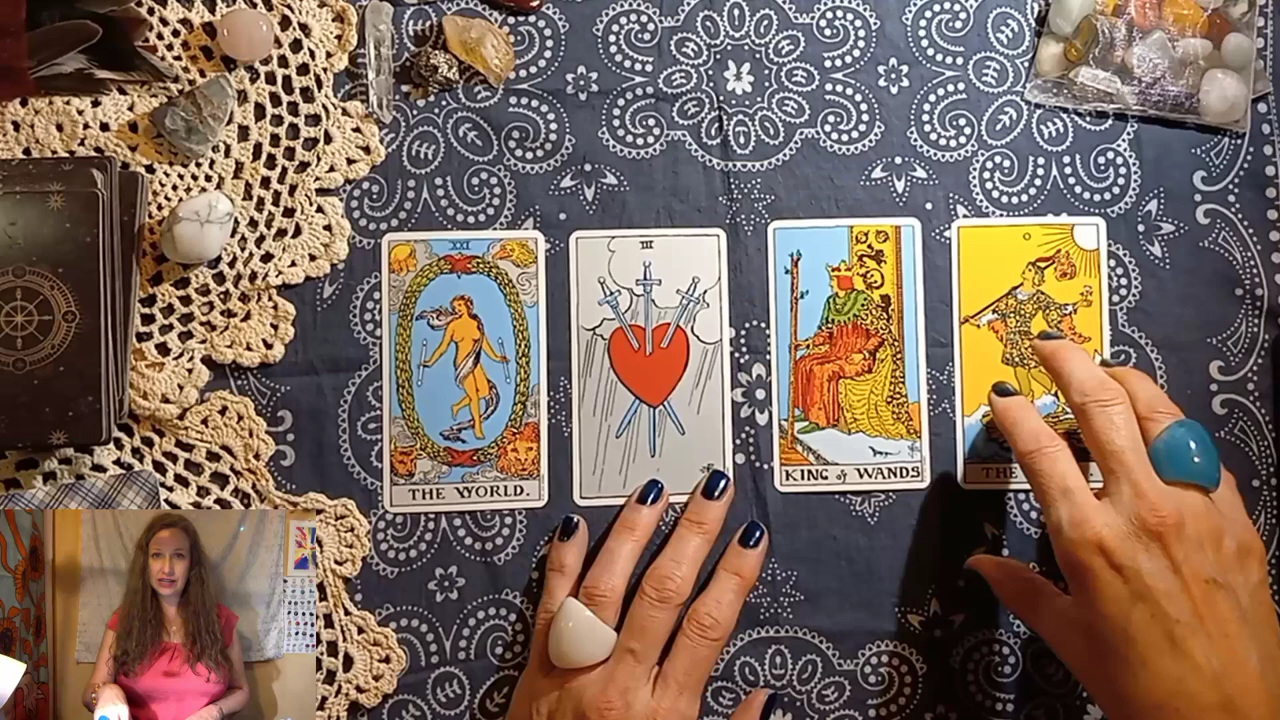 XXI
THE WORLD.
III
KING of WANDS
THE